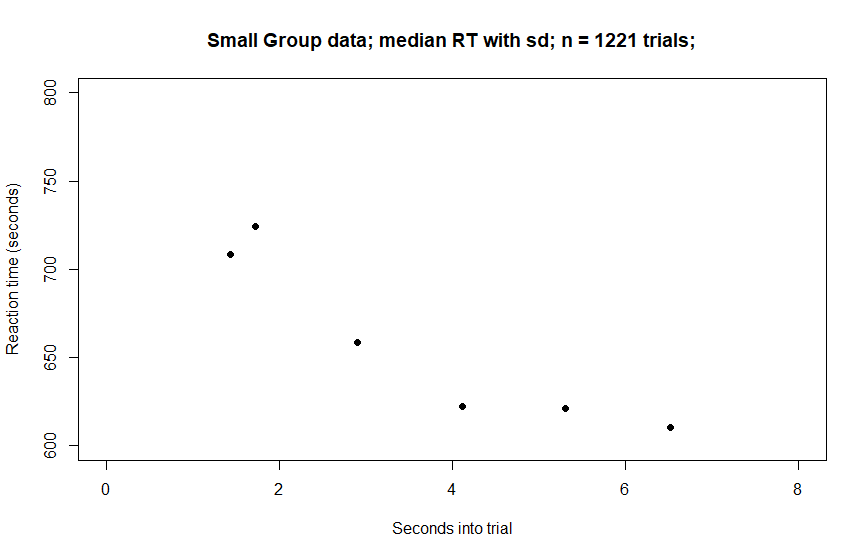 Small Group data; median RT with sd; n = 1221 trials;
Reaction time (seconds)
800
750
700
650
600
0 2 4 6 8
Seconds into trial